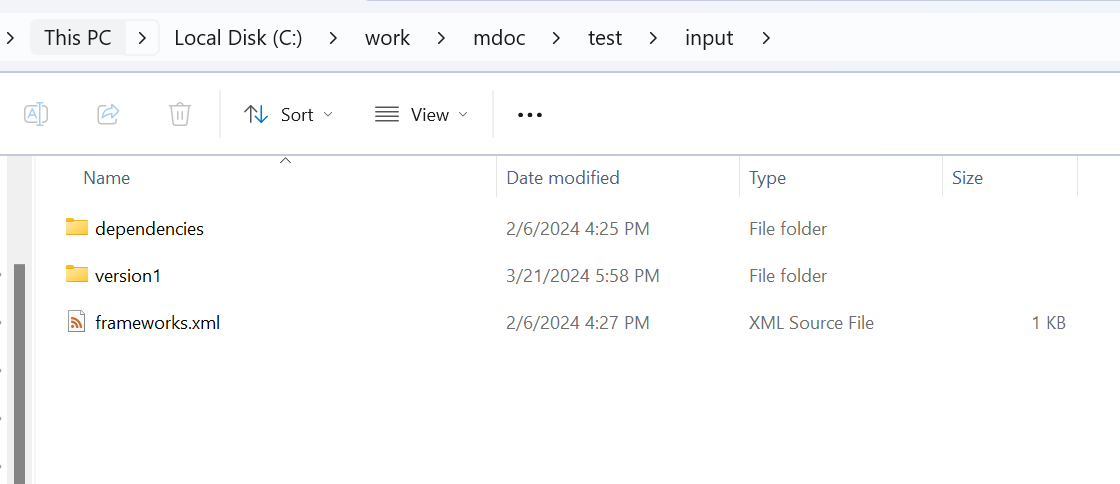 This PC Local Disk (C:) work mdoc test input
Sort View
Name Date modified Type Size
dependencies 2/6/2024 4:25 PM File folder
version1 3/21/2024 5:58 PM File folder
frameworks.xml 2/6/2024 4:27 PM XML Source File 1 KB